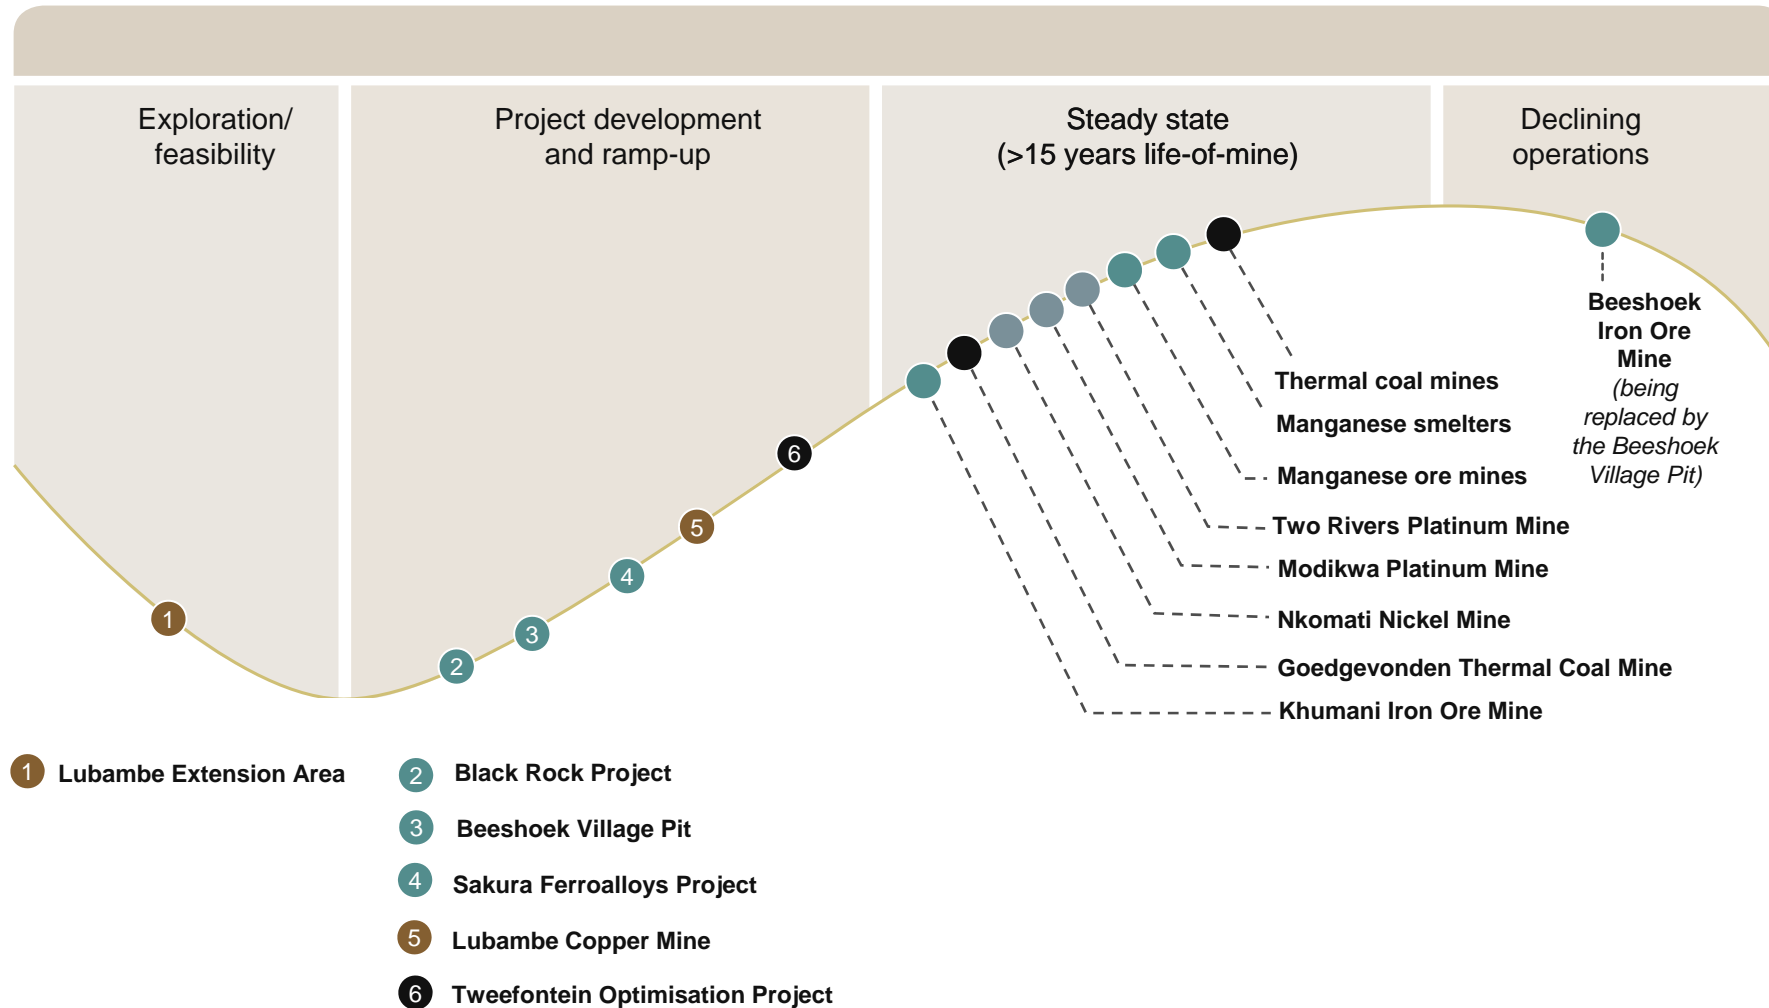 Exploration/
feasibility
Project development
and ramp-up
Steady state
(>15 years life-of-mine)
Declining
operations
1
2
3
4
5
6
Thermal coal mines
Manganese smelters
Manganese ore mines
Two Rivers Platinum Mine
Modikwa Platinum Mine
Nkomati Nickel Mine
Goedgevonden Thermal Coal Mine
Khumani Iron Ore Mine
Beeshoek
Iron Ore
Mine
(being
replaced by
the Beeshoek
Village Pit)
1 Lubambe Extension Area
2 Black Rock Project
3 Beeshoek Village Pit
4 Sakura Ferroalloys Project
5 Lubambe Copper Mine
6 Tweefontein Optimisation Project